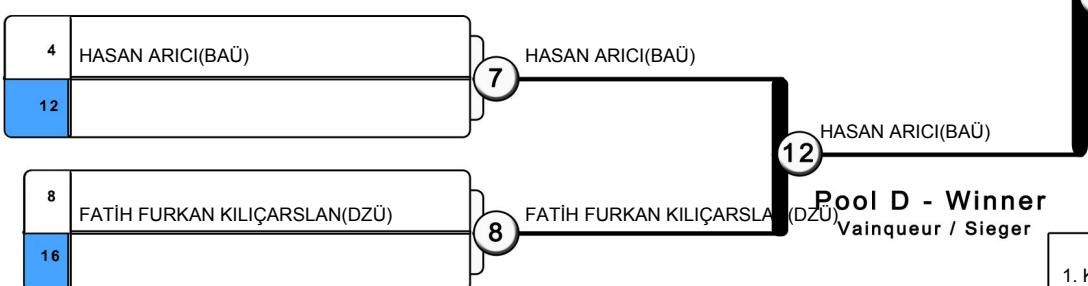 4
HASAN ARICI(BAÜ)
HASAN ARICI(BAÜ)
7
12
HASAN ARICI(BAÜ)
12
8
FATİH FURKAN KILIÇARSLAN(DZÜ)
FATİH FURKAN KILIÇARSLAN(DZÜ)
8
Pool D - Winner
Vainqueur / Sieger
16
1.